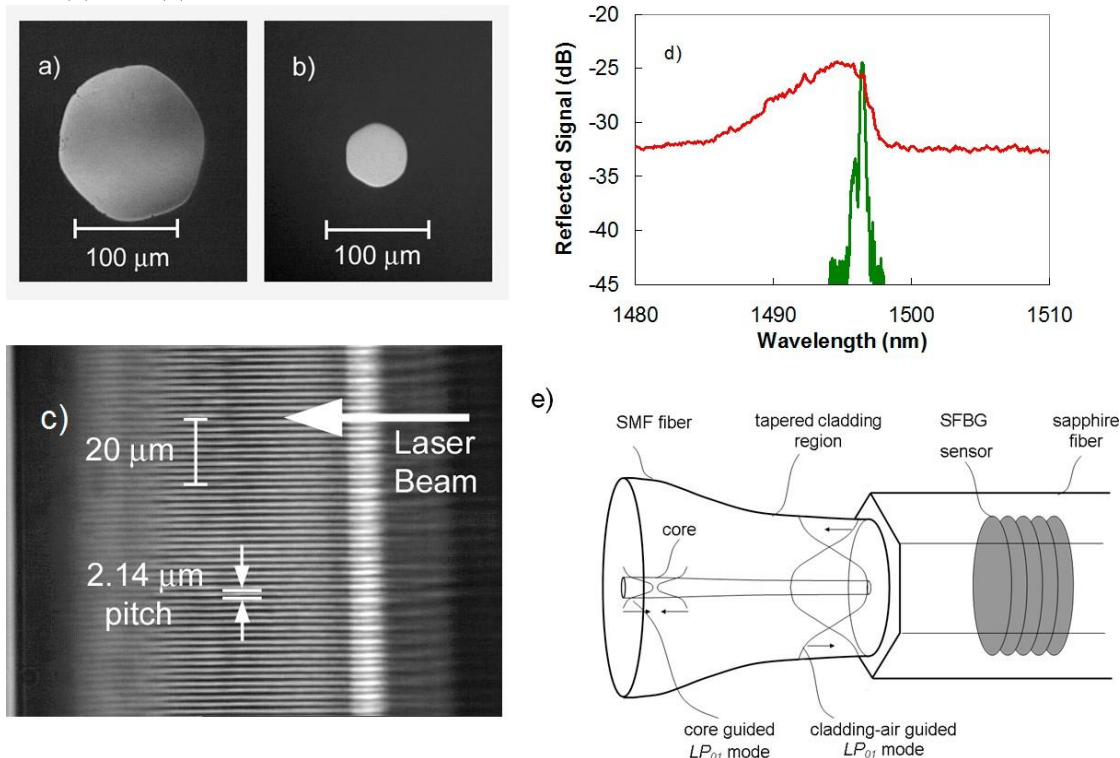 a)
100 μm
b)
100 μm
c)
20 μm
Laser
Beam
2.14 μm
pitch
d)
Reflected Signal (dB)
-20
-25
-30
-35
-40
-45
1480
1490
1500
1510
Wavelength (nm)
e)
SMF fiber
tapered cladding
region
SFBG
sensor
sapphire
fiber
core
core guided
LP01 mode
cladding-air guided
LP01 mode